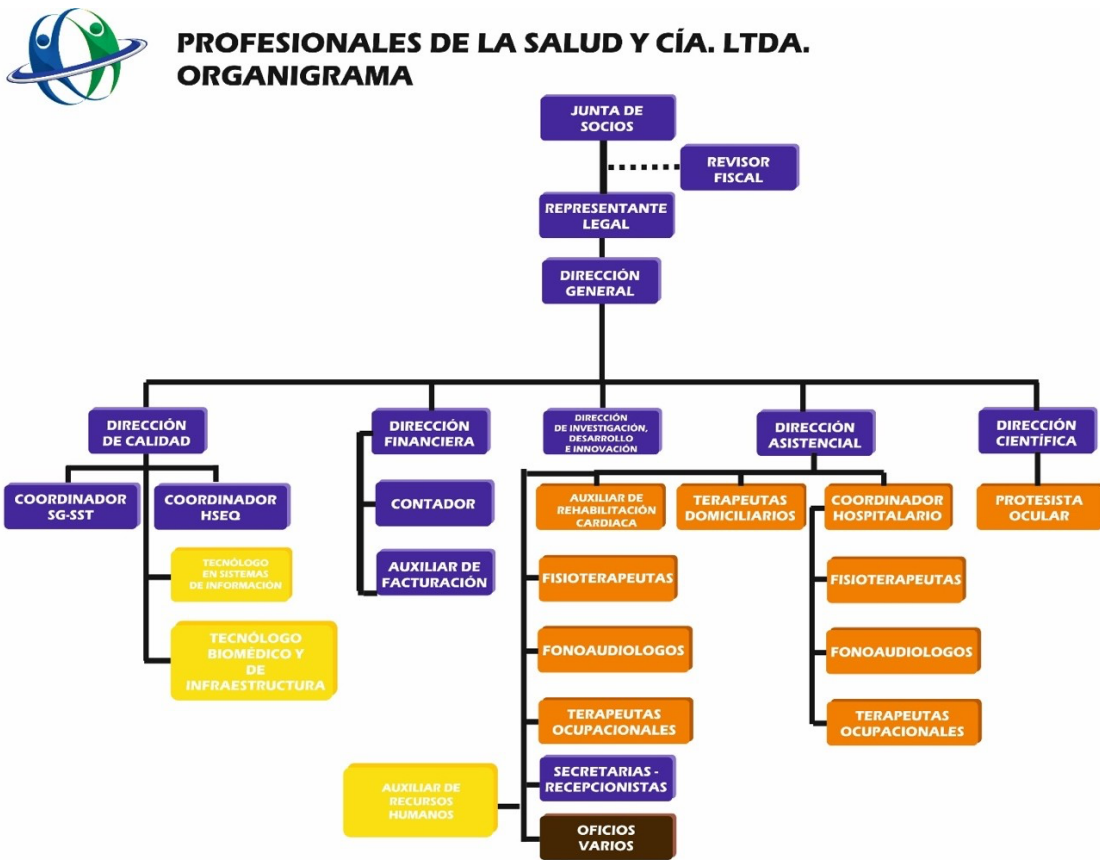 PROFESIONALES DE LA SALUD Y CÍA. LTDA.
ORGANIGRAMA
JUNTA DE
SOCIOS
REVISOR
FISCAL
REPRESENTANTE
LEGAL
DIRECCIÓN
GENERAL
DIRECCIÓN
DE CALIDAD
DIRECCIÓN
FINANCIERA
DIRECCIÓN
DE INVESTIGACIÓN,
DESARROLLO
E INNOVACIÓN
DIRECCIÓN
ASISTENCIAL
DIRECCIÓN
CIENTÍFICA
COORDINADOR
SG-SST
COORDINADOR
HSEQ
CONTADOR
AUXILIAR DE
REHABILITACIÓN
CARDIACA
TERAPEUTAS
DOMICILIARIOS
COORDINADOR
HOSPITALARIO
PROTESISTA
OCULAR
TECNÓLOGO
EN SISTEMAS
DE INFORMACIÓN
AUXILIAR DE
FACTURACIÓN
FISIOTERAPEUTAS
FISIOTERAPEUTAS
TECNÓLOGO
BIOMÉDICO Y
DE
INFRAESTRUCTURA
FONOAUDIOLOGOS
FONOAUDIOLOGOS
TERAPEUTAS
OCUPACIONALES
TERAPEUTAS
OCUPACIONALES
AUXILIAR DE
RECURSOS
HUMANOS
SECRETARIAS -
RECEPCIONISTAS
OFICIOS
VARIOS